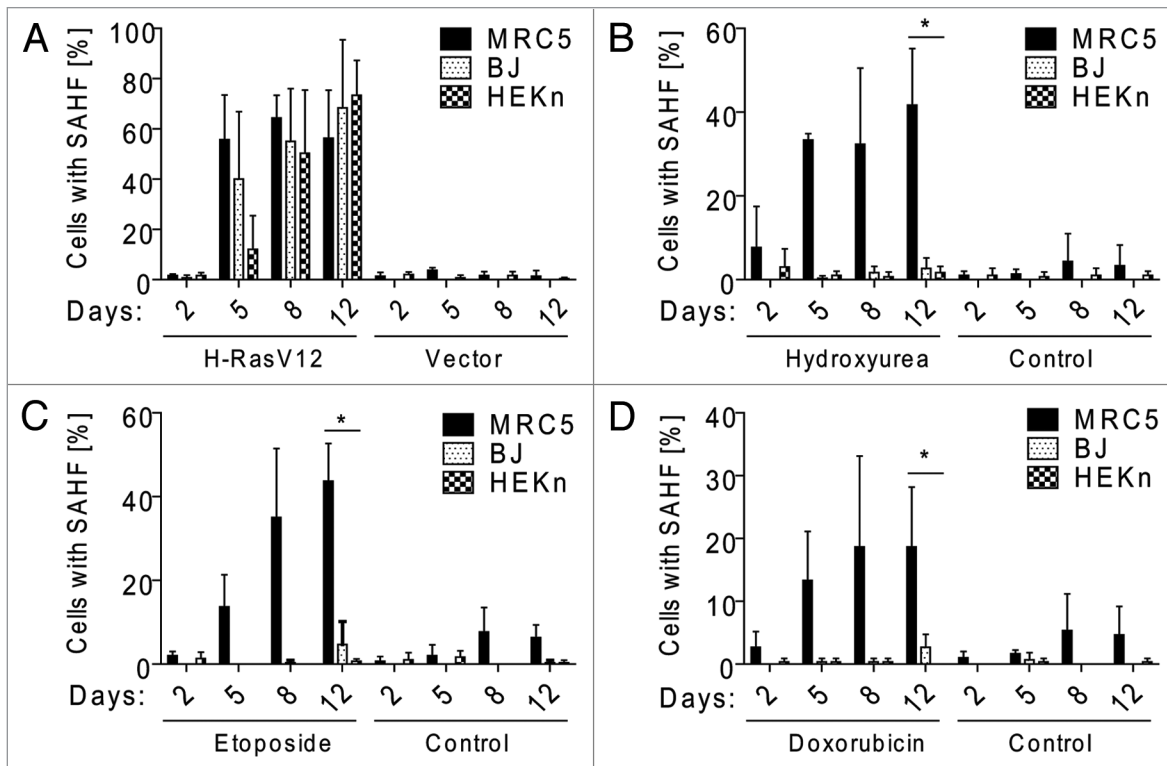 A
Cells with SAHF [%]
100
80
60
40
20
0
MRC5
BJ
HEKn
Days: 2 5 8 12 2 5 8 12
H-RasV12 Vector
B
Cells with SAHF [%]
60
40
20
0
*
MRC5
BJ
HEKn
Days: 2 5 8 12 2 5 8 12
Hydroxyurea Control
C
Cells with SAHF [%]
60
40
20
0
*
MRC5
BJ
HEKn
Days: 2 5 8 12 2 5 8 12
Etoposide Control
D
Cells with SAHF [%]
40
30
20
10
0
*
MRC5
BJ
HEKn
Days: 2 5 8 12 2 5 8 12
Doxorubicin Control